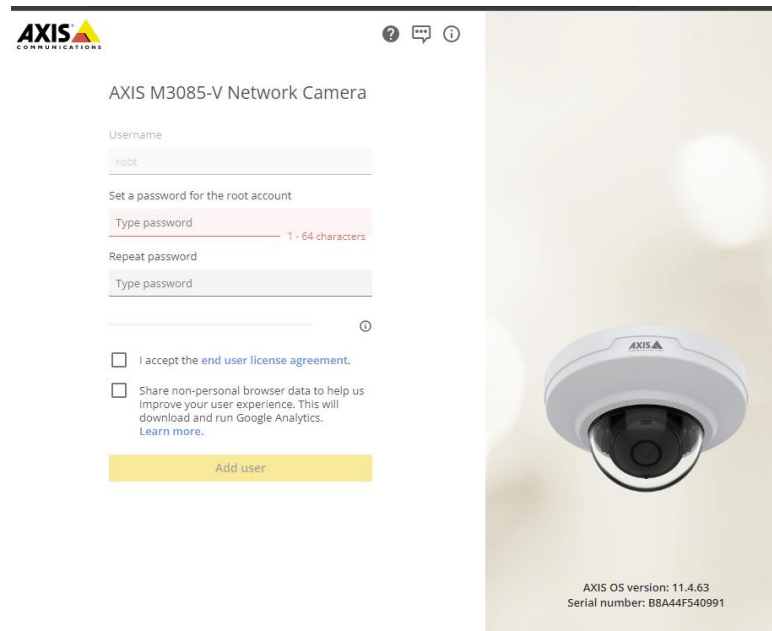 AXIS
COMMUNICATIONS
AXIS M3085-V Network Camera
Username
root
Set a password for the root account
Type password
1 - 64 characters
Repeat password
Type password
I accept the end user license agreement.
Share non-personal browser data to help us
improve your user experience. This will
download and run Google Analytics.
Learn more.
Add user
AXIS
AXIS OS version: 11.4.63
Serial number: B8A44F540991